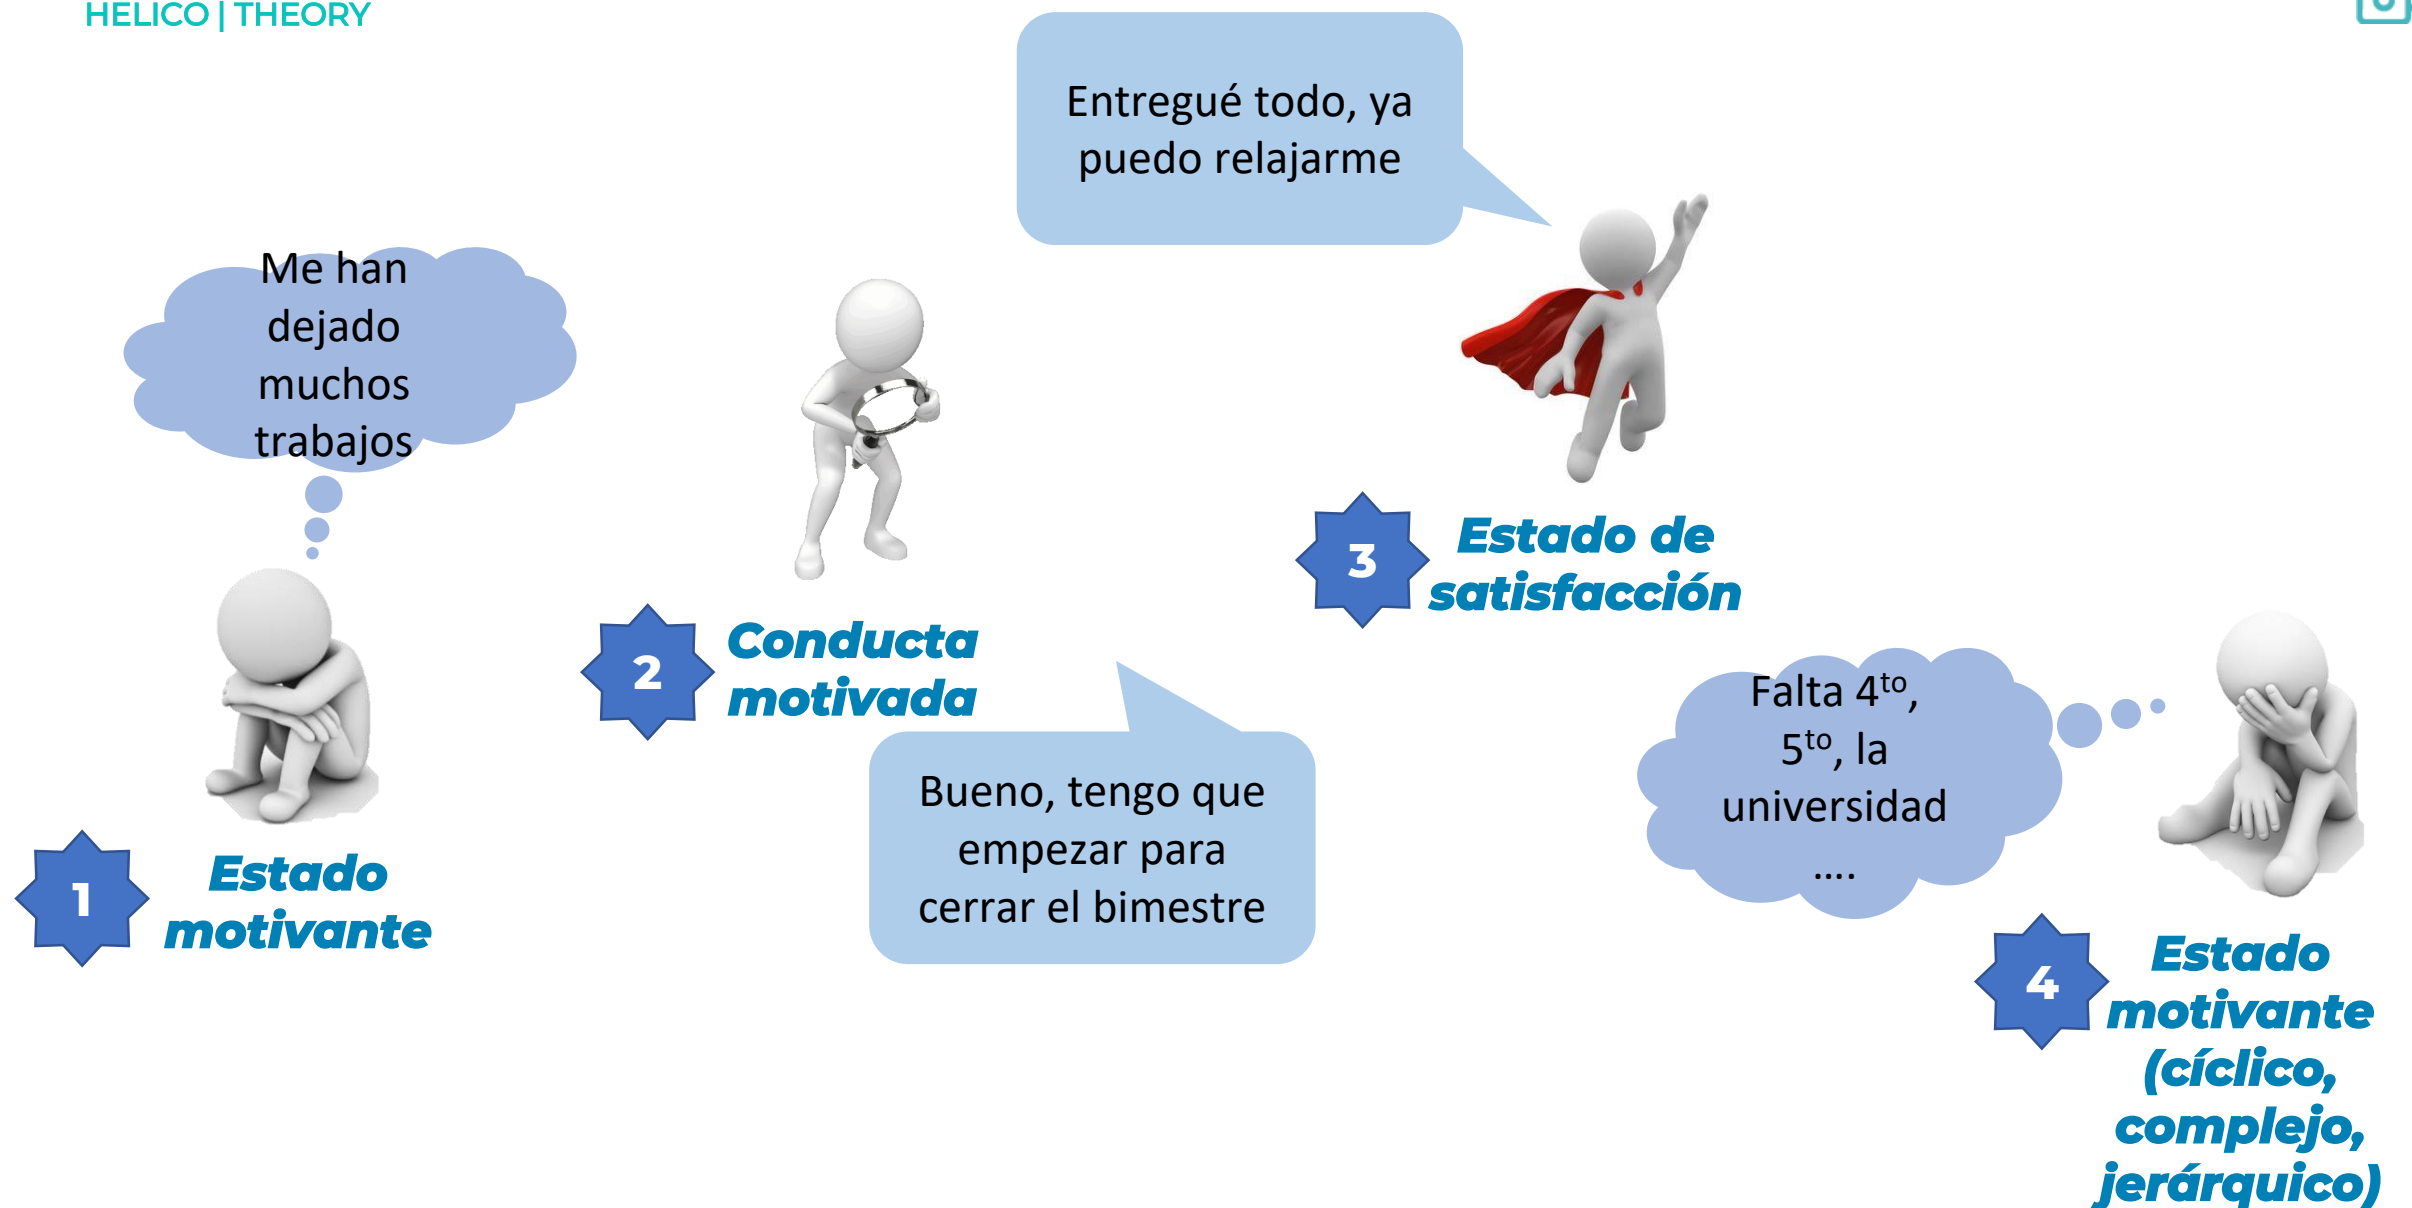 HELICO | THEORY
Me han
dejado
muchos
trabajos
1
Estado
motivante
2
Conducta
motivada
Bueno, tengo que
empezar para
cerrar el bimestre
Entregué todo, ya
puedo relajarme
3
Estado de
satisfacción
Falta 4to,
5to, la
universidad
....
4
Estado
motivante
(cíclico,
complejo,
jerárquico)